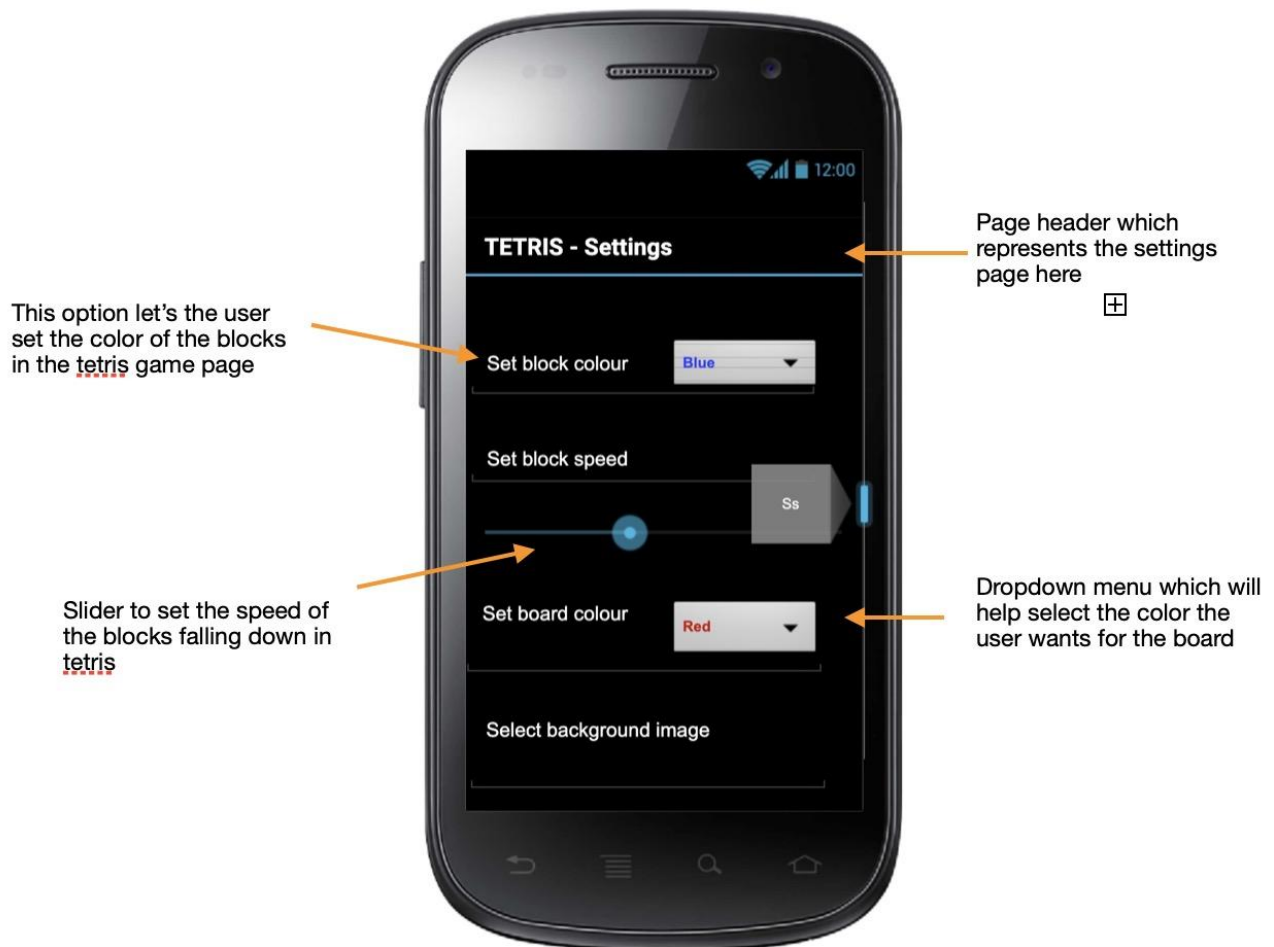 12:00
TETRIS - Settings
Page header which
represents the settings
page here
This option let's the user
set the color of the blocks
in the tetris game page
Set block colour
Blue
Set block speed
Ss
Slider to set the speed of
the blocks falling down in
tetris
Set board colour
Red
Dropdown menu which will
help select the color the
user wants for the board
Select background image